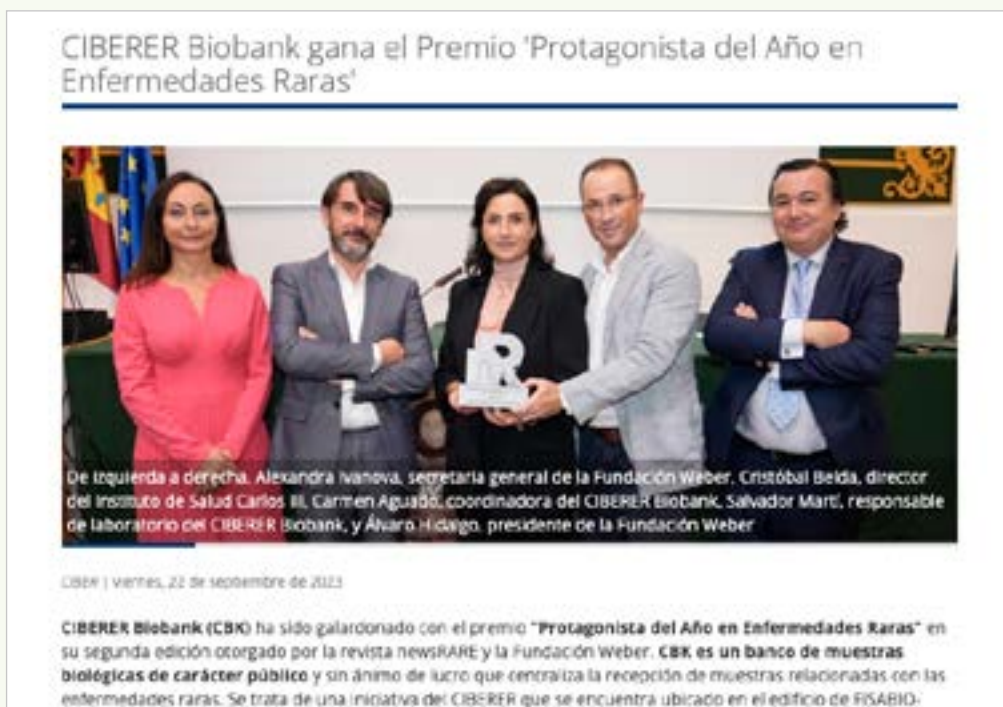 CIBERER Biobank gana el Premio 'Protagonista del Año en
Enfermedades Raras'
De izquierda a derecha, Alexandra Ivanova, secretaria general de la Fundación Weber, Cristóbal Belda, director
del Instituto de Salud Carlos III, Carmen Aguado, coordinadora del CIBERER Biobank, Salvador Martí, responsable
de laboratorio del CIBERER Biobank, y Álvaro Hidalgo, presidente de la Fundación Weber
CIBER | viernes, 22 de septiembre de 2023
CIBERER Biobank (CBK) ha sido galardonado con el premio "Protagonista del Año en Enfermedades Raras" en
su segunda edición otorgado por la revista newsRARE y la Fundación Weber. CBK es un banco de muestras
biológicas de carácter público y sin ánimo de lucro que centraliza la recepción de muestras relacionadas con las
enfermedades raras. Se trata de una iniciativa del CIBERER que se encuentra ubicado en el edificio de FISABIO-